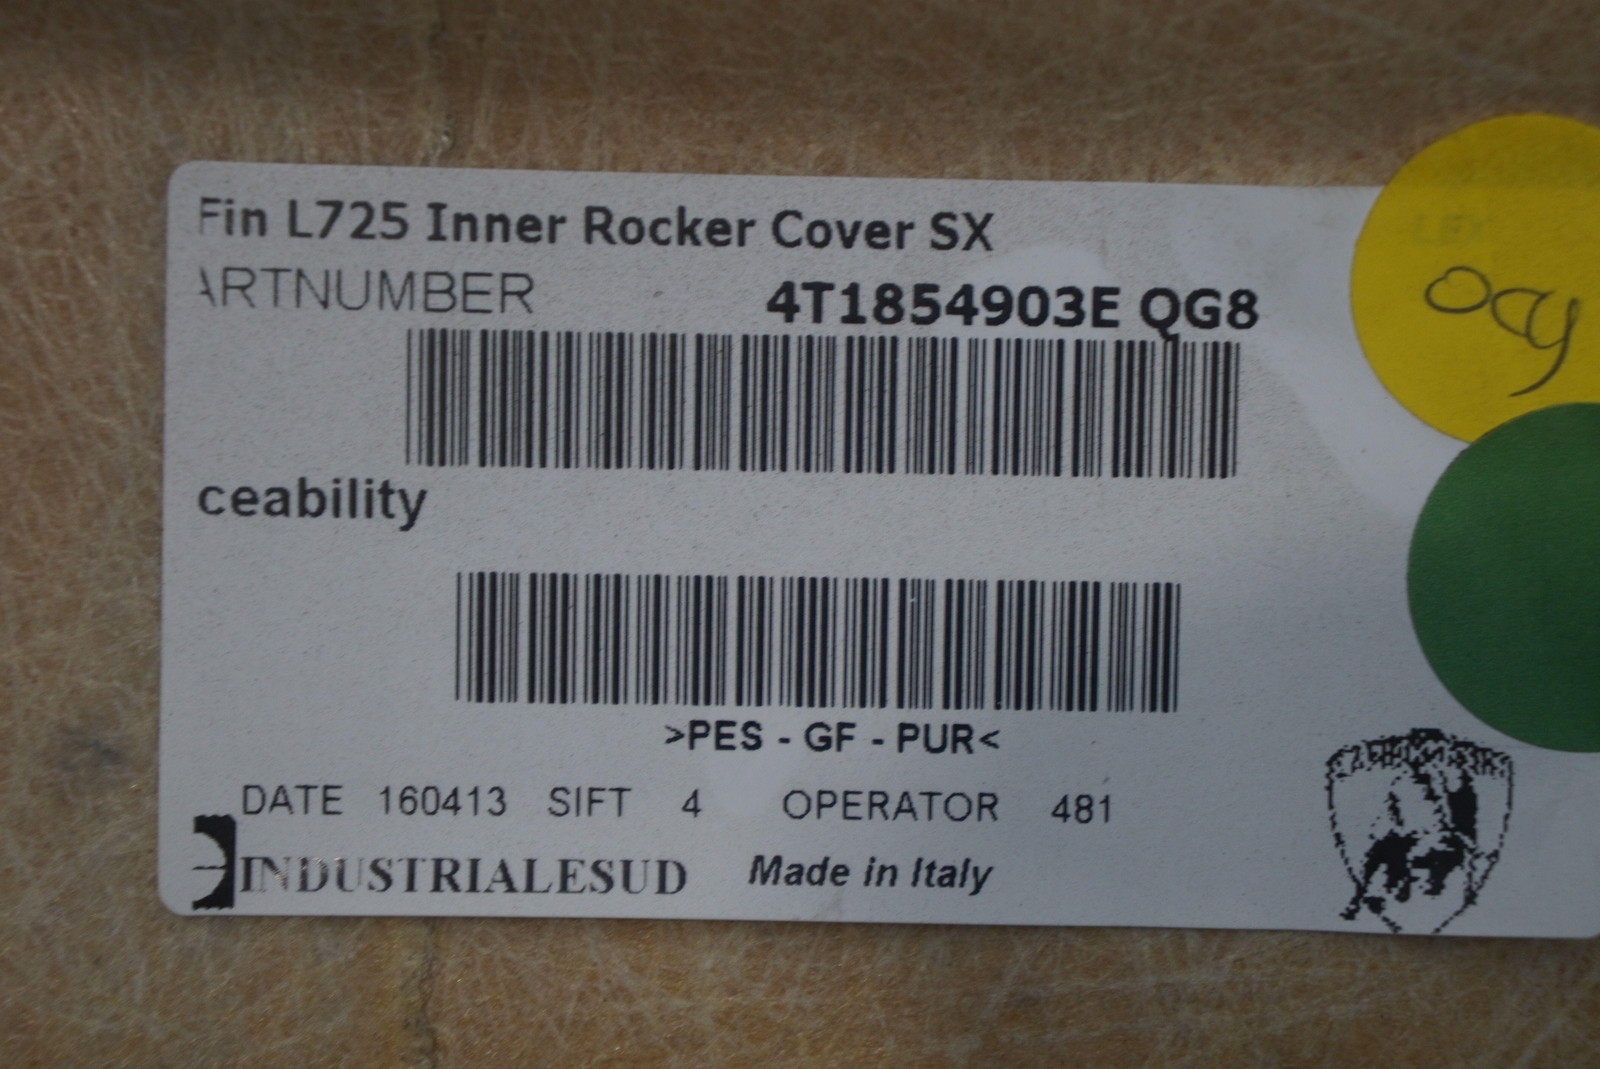 Fin L725 Inner Rocker Cover SX
ARTNUMBER 4T1854903E QG8
ceability
>PES - GF - PUR<
DATE 160413 SIFT 4 OPERATOR 481
INDUSTRIALESUD Made in Italy